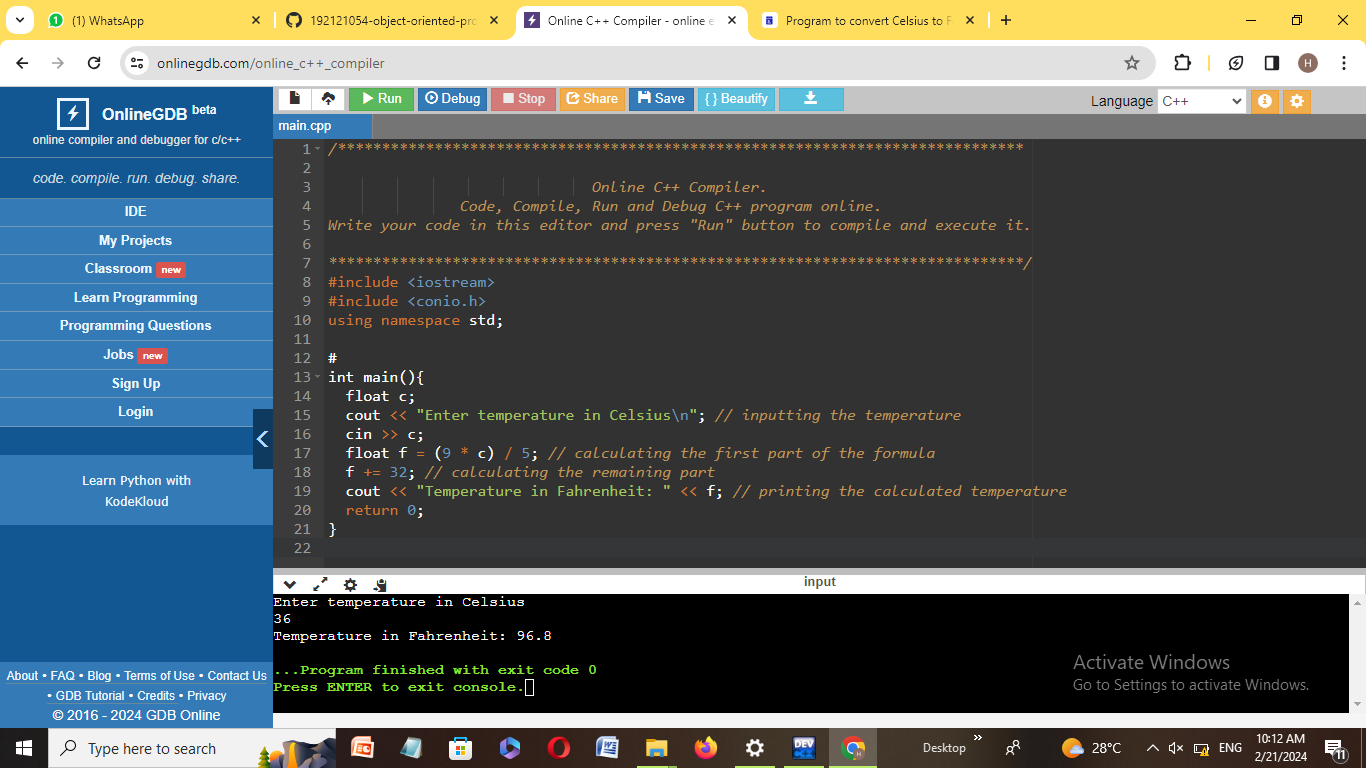 (1) WhatsApp
192121054-object-oriented-pro
Online C++ Compiler - online e
Program to convert Celsius to F
onlinegdb.com/online_c++_compiler
H
OnlineGDB beta
online compiler and debugger for c/c++
code. compile. run. debug. share.
IDE
My Projects
Classroom new
Learn Programming
Programming Questions
Jobs new
Sign Up
Login
Learn Python with
KodeKloud
About • FAQ • Blog • Terms of Use • Contact Us
• GDB Tutorial • Credits • Privacy
© 2016 - 2024 GDB Online
Run Debug Stop Share Save { } Beautify
Language C++
main.cpp
1 /******************************************************************************
2
3 Online C++ Compiler.
4 Code, Compile, Run and Debug C++ program online.
5 Write your code in this editor and press "Run" button to compile and execute it.
6
7 *******************************************************************************/
8 #include <iostream>
9 #include <conio.h>
10 using namespace std;
11
12 #
13 int main(){
14 float c;
15 cout << "Enter temperature in Celsius\n"; // inputting the temperature
16 cin >> c;
17 float f = (9 * c) / 5; // calculating the first part of the formula
18 f += 32; // calculating the remaining part
19 cout << "Temperature in Fahrenheit: " << f; // printing the calculated temperature
20 return 0;
21 }
22
input
Enter temperature in Celsius
36
Temperature in Fahrenheit: 96.8
...Program finished with exit code 0
Press ENTER to exit console.
Activate Windows
Go to Settings to activate Windows.
Type here to search
DEV
Desktop
28°C
ENG
10:12 AM
2/21/2024
11